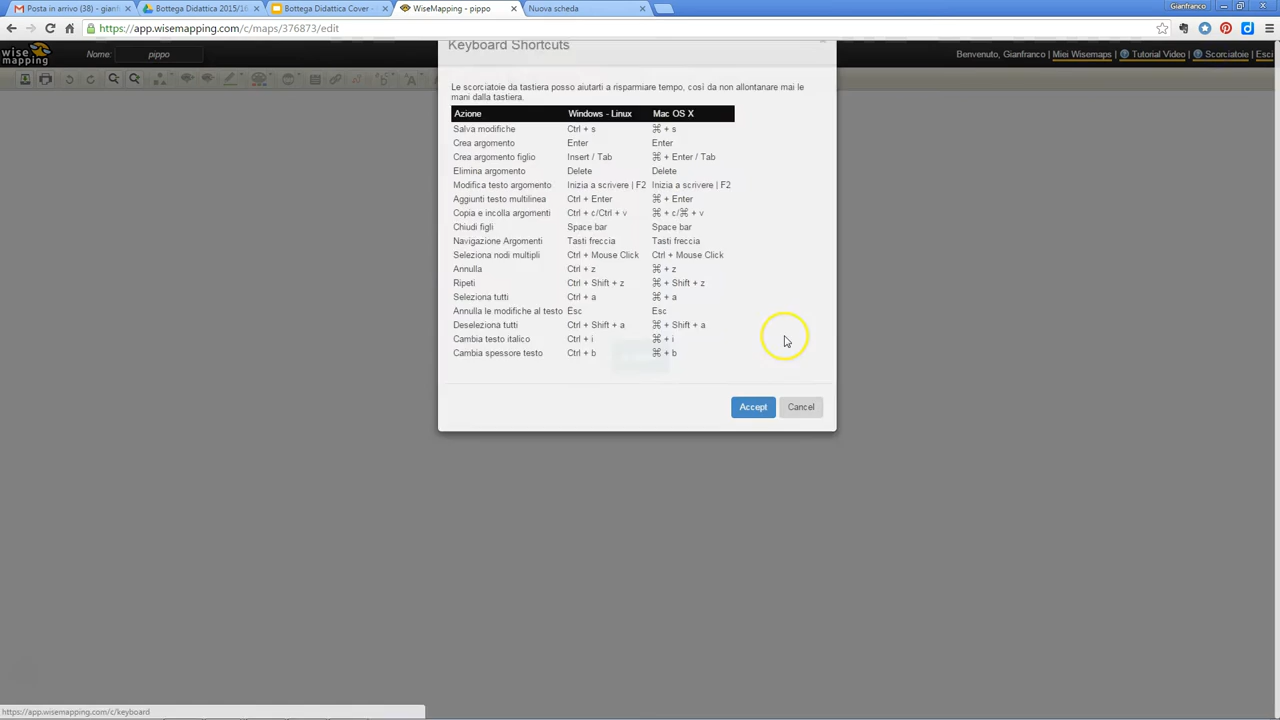 Posta in arrivo (38) - gianf
Bottega Didattica 2015/16
Bottega Didattica Cover -
WiseMapping - pippo
Nuova scheda
Gianfranco
https://app.wisemapping.com/c/maps/376873/edit
wise
mapping
Nome: pippo
Benvenuto, Gianfranco | Miei Wisemaps | Tutorial Video | Scorciatoie | Esci
Keyboard Shortcuts
Le scorciatoie da tastiera posso aiutarti a risparmiare tempo, così da non allontanare mai le
mani dalla tastiera.
Azione Windows - Linux Mac OS X
Salva modifiche Ctrl + s ⌘ + s
Crea argomento Enter Enter
Crea argomento figlio Insert / Tab ⌘ + Enter / Tab
Elimina argomento Delete Delete
Modifica testo argomento Inizia a scrivere | F2 Inizia a scrivere | F2
Aggiunti testo multilinea Ctrl + Enter ⌘ + Enter
Copia e incolla argomenti Ctrl + c/Ctrl + v ⌘ + c/⌘ + v
Chiudi figli Space bar Space bar
Navigazione Argomenti Tasti freccia Tasti freccia
Seleziona nodi multipli Ctrl + Mouse Click Ctrl + Mouse Click
Annulla Ctrl + z ⌘ + z
Ripeti Ctrl + Shift + z ⌘ + Shift + z
Seleziona tutti Ctrl + a ⌘ + a
Annulla le modifiche al testo Esc Esc
Deseleziona tutti Ctrl + Shift + a ⌘ + Shift + a
Cambia testo italico Ctrl + i ⌘ + i
Cambia spessore testo Ctrl + b ⌘ + b
Accept Cancel
https://app.wisemapping.com/c/keyboard